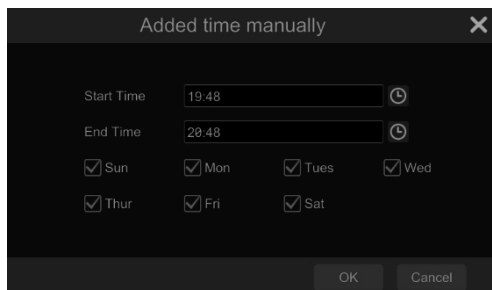 Added time manually
Start Time 19:48
End Time 20:48
Sun Mon Tues Wed
Thur Fri Sat
OK Cancel